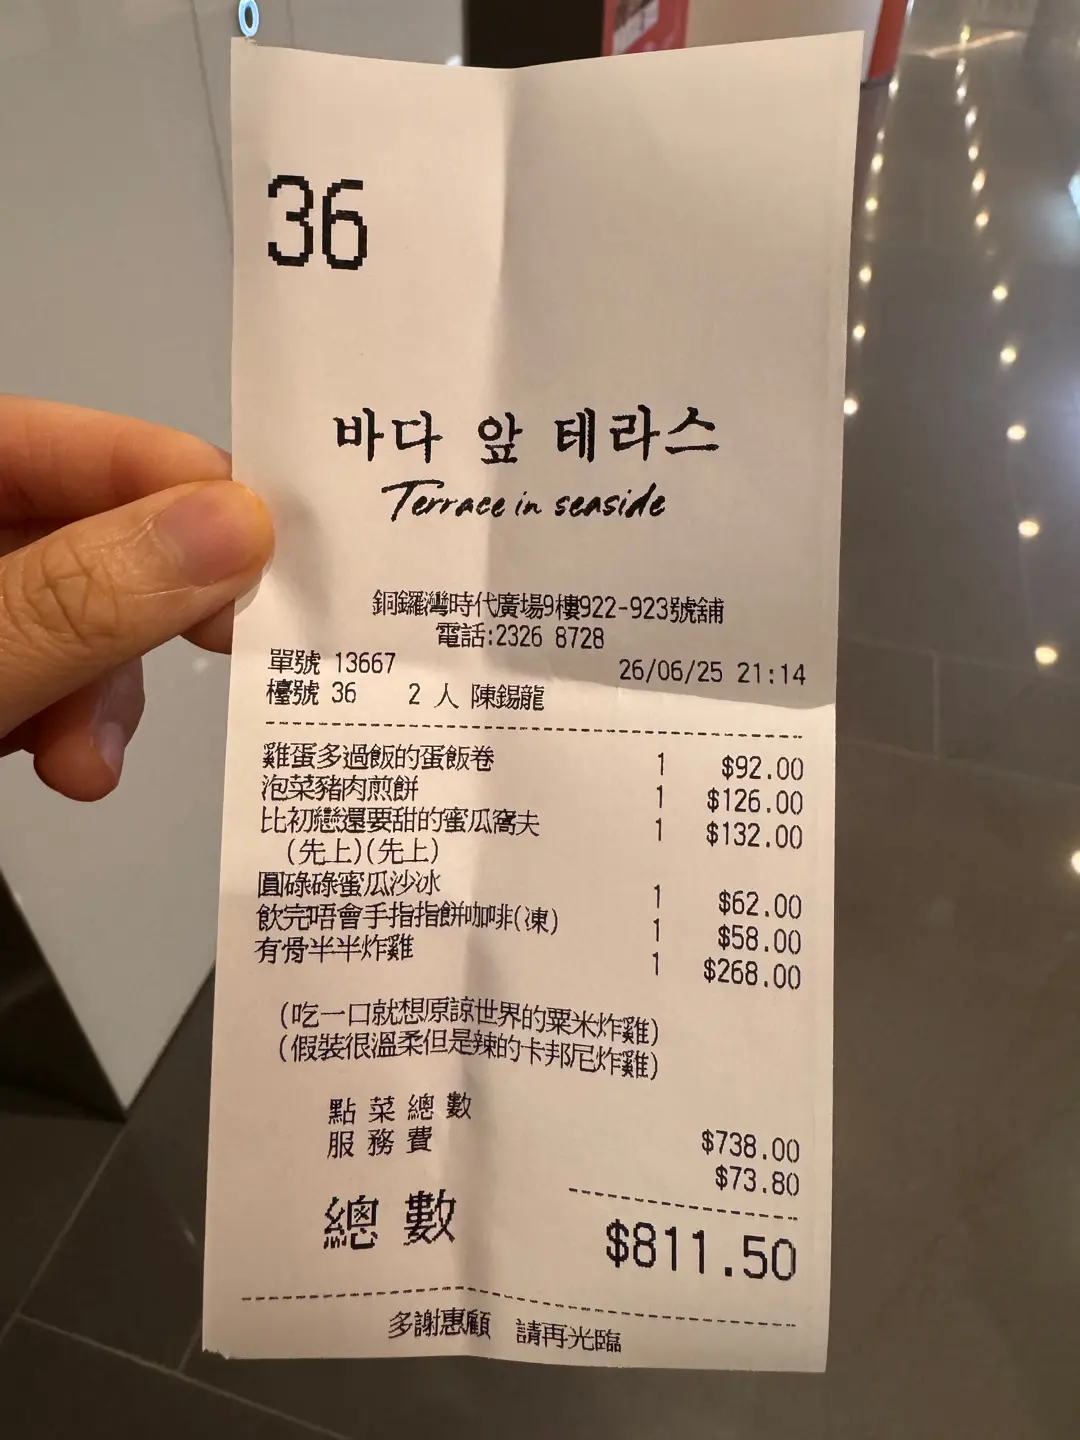 36
바다 앞 테라스
Terrace in seaside
銅鑼灣時代廣場9樓922-923號舖
電話:2326 8728
單號 13667 26/06/25 21:14
檯號 36 2 人 陳錫龍
雞蛋多過飯的蛋飯卷 1 $92.00
泡菜豬肉煎餅 1 $126.00
比初戀還要甜的蜜瓜窩夫 1 $132.00
(先上)(先上)
圓碌碌蜜瓜沙冰 1 $62.00
飲完唔會手指指餅咖啡(凍) 1 $58.00
有骨半半炸雞 1 $268.00
(吃一口就想原諒世界的粟米炸雞)
(假裝很溫柔但是辣的卡邦尼炸雞)
點菜總數 $738.00
服務費 $73.80
總數 $811.50
多謝惠顧 請再光臨